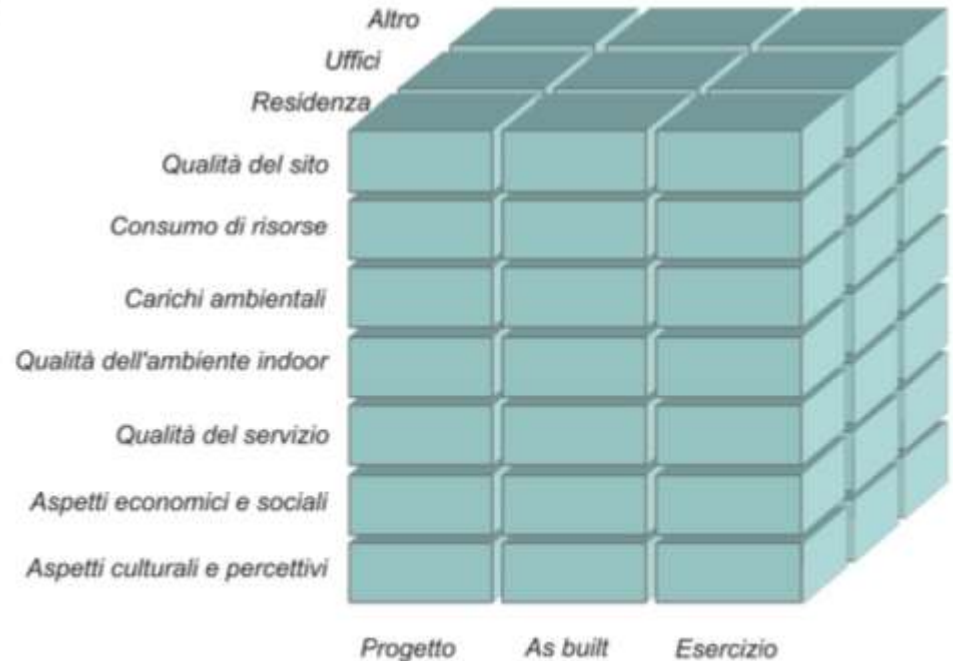 Altro
Uffici
Residenza
Qualità del sito
Consumo di risorse
Carichi ambientali
Qualità dell'ambiente indoor
Qualità del servizio
Aspetti economici e sociali
Aspetti culturali e percettivi
Progetto As built Esercizio